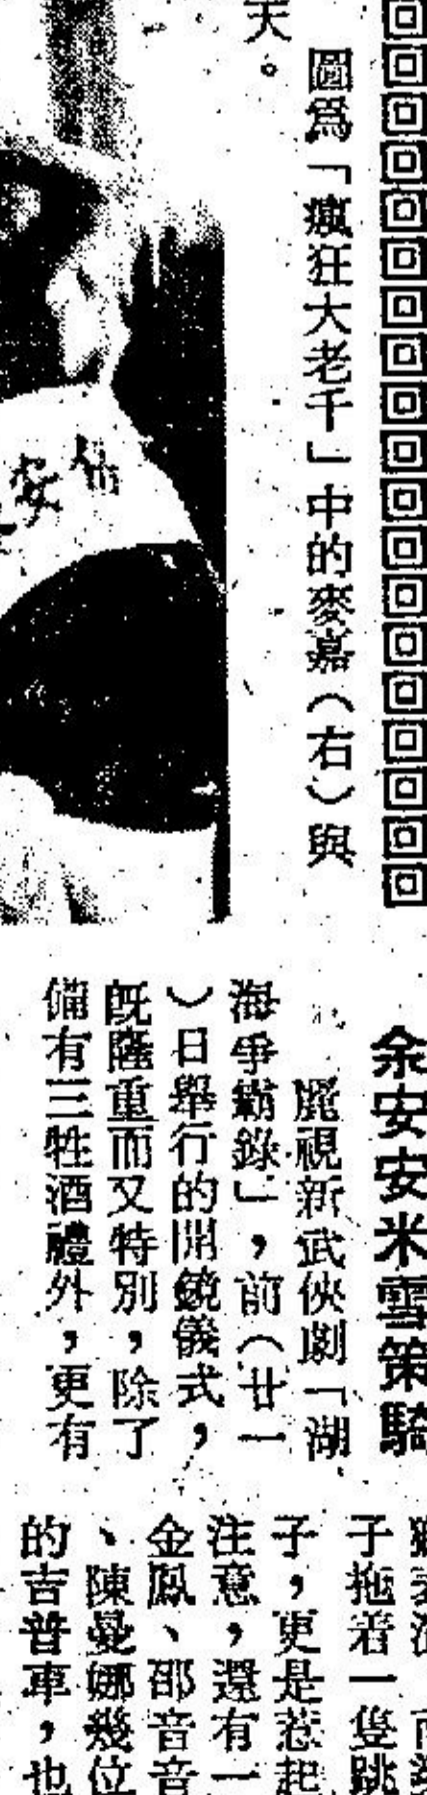 圖爲「瘋狂大老千」中的麥嘉（右）與
天。
余安安米雪策騎
麗視新武俠劇「湖
海爭霸錄」，前（廿一
）日舉行的開鏡儀式，
既隆重而又特別，除了
備有三牲酒禮外，更有
子拖着一隻跳
子，更是惹起
注意，還有一
金鳳、邵音音
、陳曼娜幾位
的吉普車，也